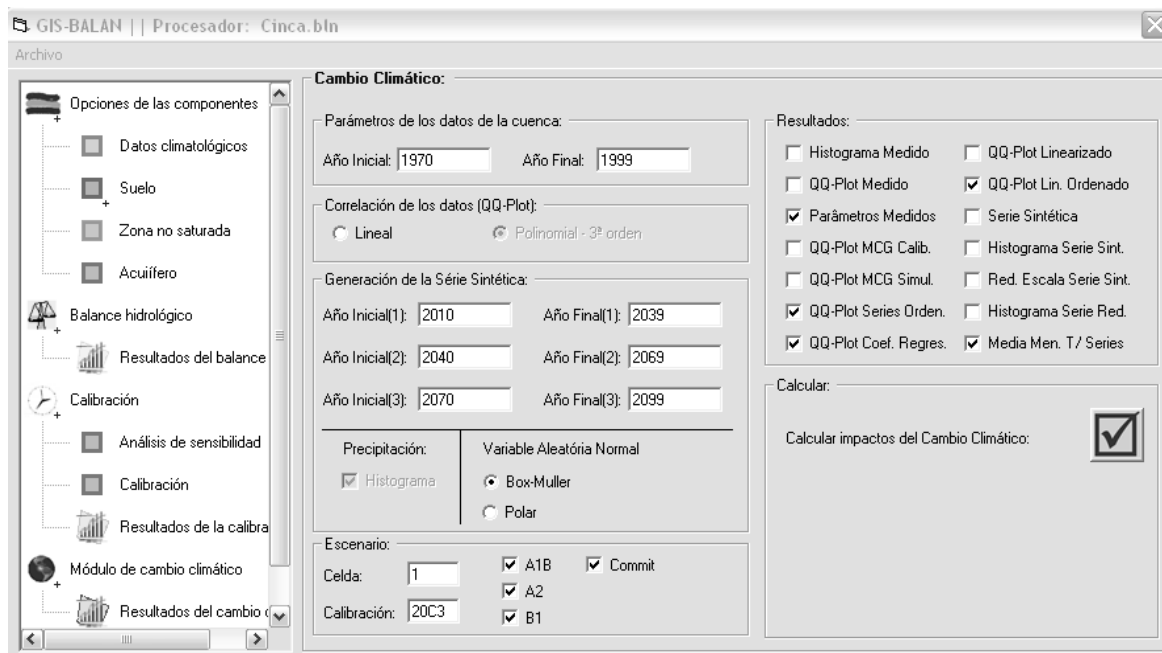 GIS-BALAN | | Procesador: Cinca.bln
Archivo
Opciones de las componentes
Datos climatológicos
Suelo
Zona no saturada
Acuiífero
Balance hidrológico
Resultados del balance
Calibración
Análisis de sensibilidad
Calibración
Resultados de la calibra
Módulo de cambio climático
Resultados del cambio c
Cambio Climático:
Parámetros de los datos de la cuenca:
Año Inicial: 1970 Año Final: 1999
Correlación de los datos (QQ-Plot):
Lineal Polinomial - 3ª orden
Generación de la Série Sintética:
Año Inicial(1): 2010 Año Final(1): 2039
Año Inicial(2): 2040 Año Final(2): 2069
Año Inicial(3): 2070 Año Final(3): 2099
Precipitación: Variable Aleatória Normal
Histograma Box-Muller
Polar
Escenario:
Celda: 1 A1B Commit
A2
Calibración: 20C3 B1
Resultados:
Histograma Medido QQ-Plot Linearizado
QQ-Plot Medido QQ-Plot Lin. Ordenado
Parâmetros Medidos Serie Sintética
QQ-Plot MCG Calib. Histograma Serie Sint.
QQ-Plot MCG Simul. Red. Escala Serie Sint.
QQ-Plot Series Orden. Histograma Serie Red.
QQ-Plot Coef. Regres. Media Men. T/ Series
Calcular:
Calcular impactos del Cambio Climático: